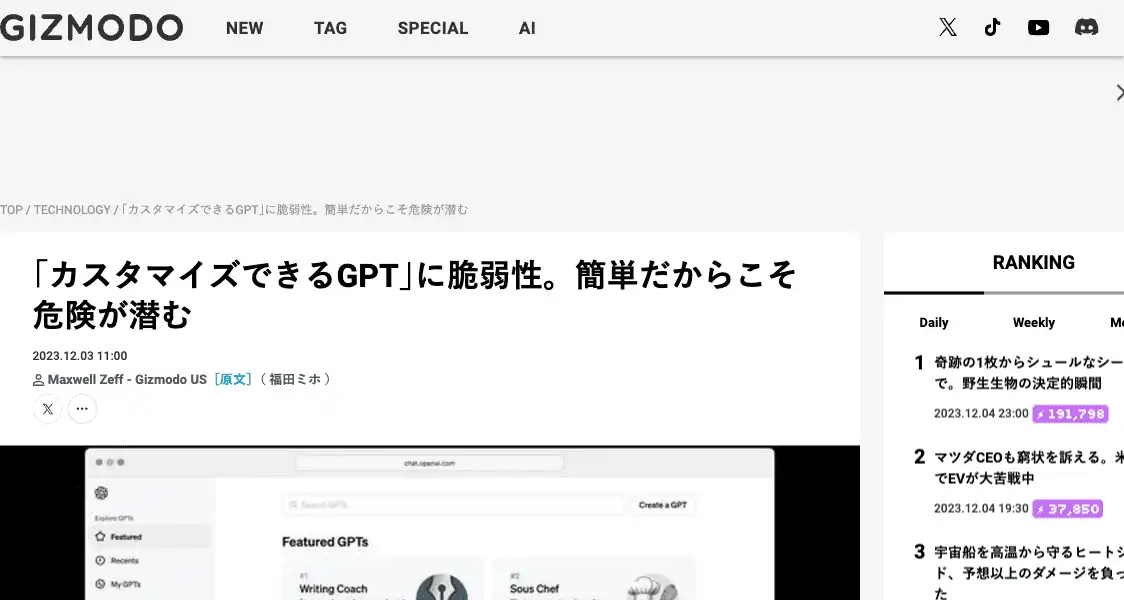 GIZMODO NEW TAG SPECIAL AI
TOP / TECHNOLOGY / ｢カスタマイズできるGPT｣に脆弱性。簡単だからこそ危険が潜む
｢カスタマイズできるGPT｣に脆弱性。簡単だからこそ
危険が潜む
2023.12.03 11:00
Maxwell Zeff - Gizmodo US ［原文］（ 福田ミホ ）
chat.openai.com
Search GPTs
Create a GPT
Explore GPTs
Featured
Recents
My GPTs
Featured GPTs
#1
Writing Coach
#2
Sous Chef
RANKING
Daily Weekly
1 奇跡の1枚からシュールなシー
で。野生生物の決定的瞬間
2023.12.04 23:00 191,798
2 マツダCEOも窮状を訴える。米
でEVが大苦戦中
2023.12.04 19:30 37,850
3 宇宙船を高温から守るヒートシ
ド、予想以上のダメージを負っ
た